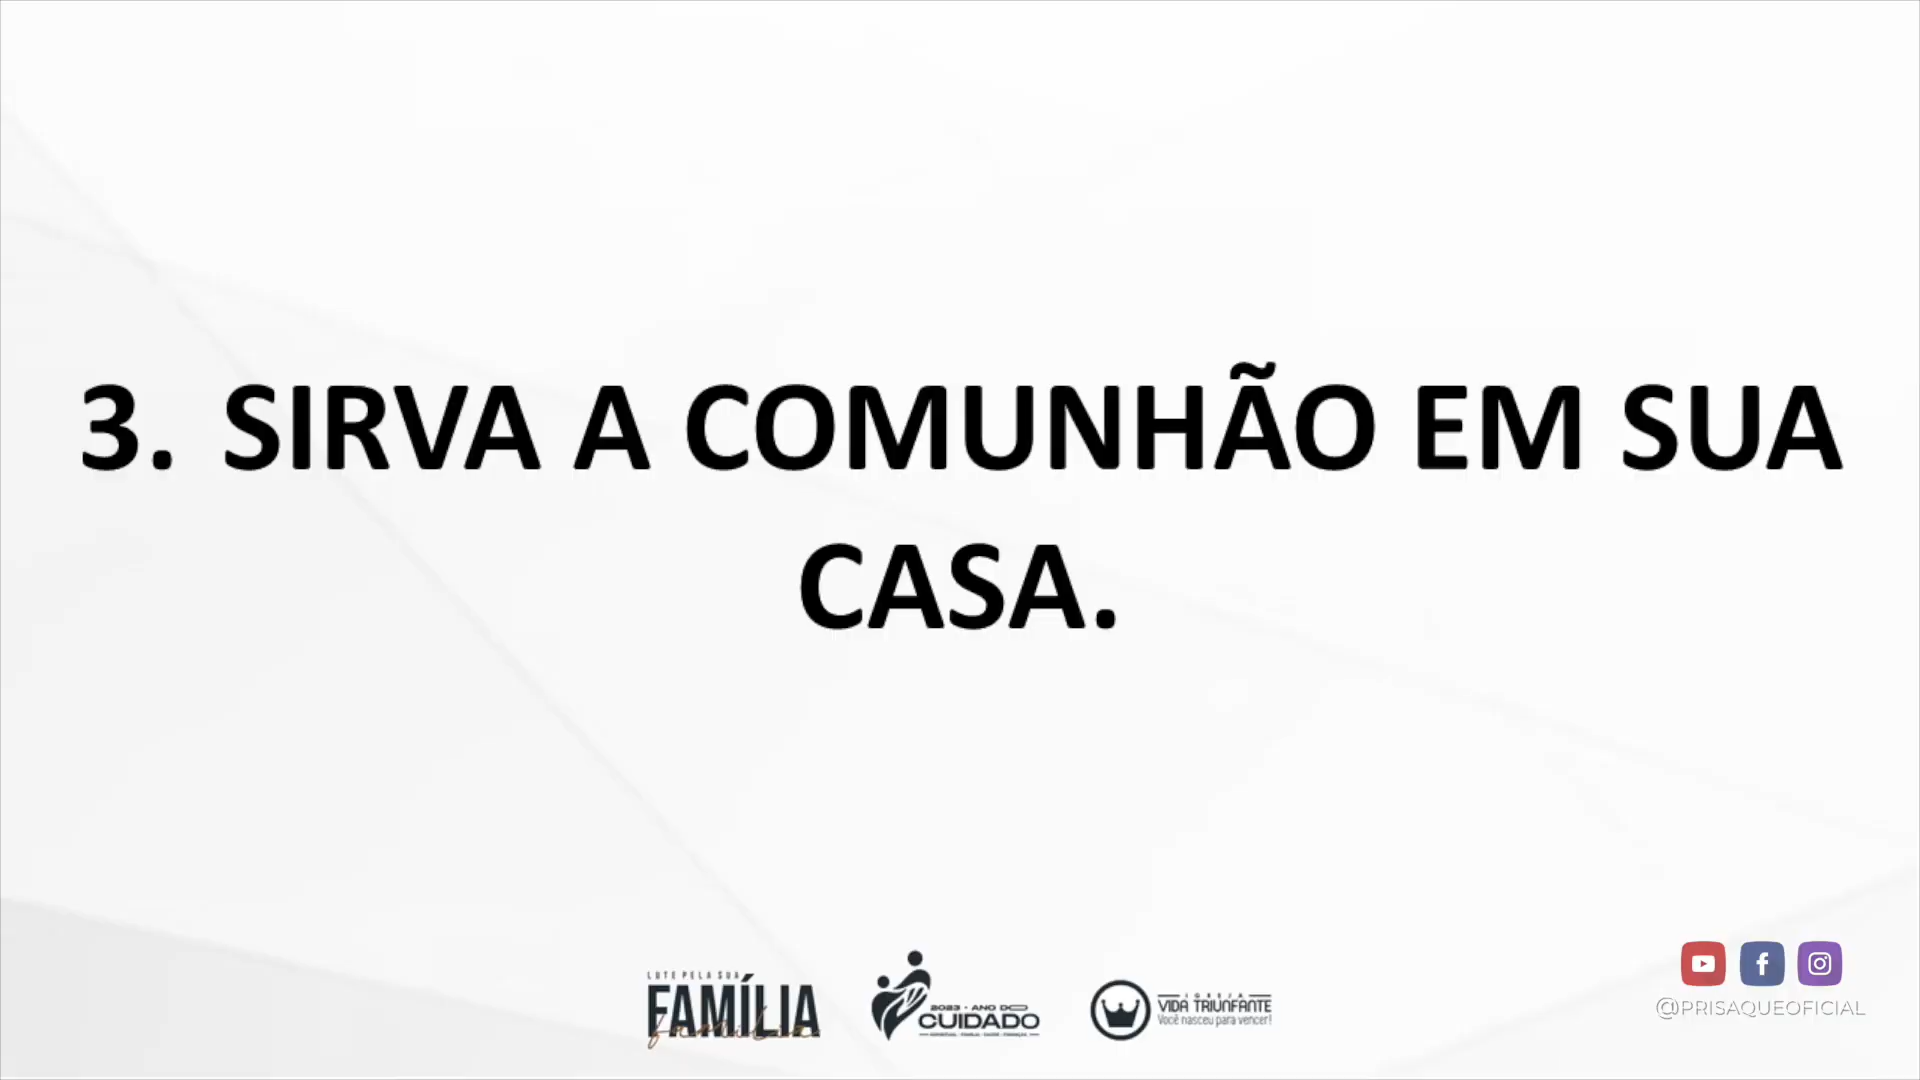 3. SIRVA A COMUNHÃO EM SUA
CASA.
LUTE PELA SUA
FAMÍLIA
família
2023 · ANO DO
CUIDADO
IGREJA
VIDA TRIUNFANTE
Você nasceu para vencer!
@PRISAQUEOFICIAL